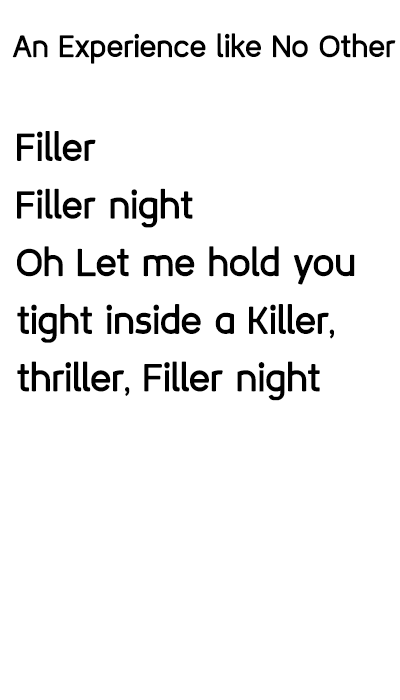 An Experience like No Other
Filler
Filler night
Oh Let me hold you
tight inside a Killer,
thriller, Filler night